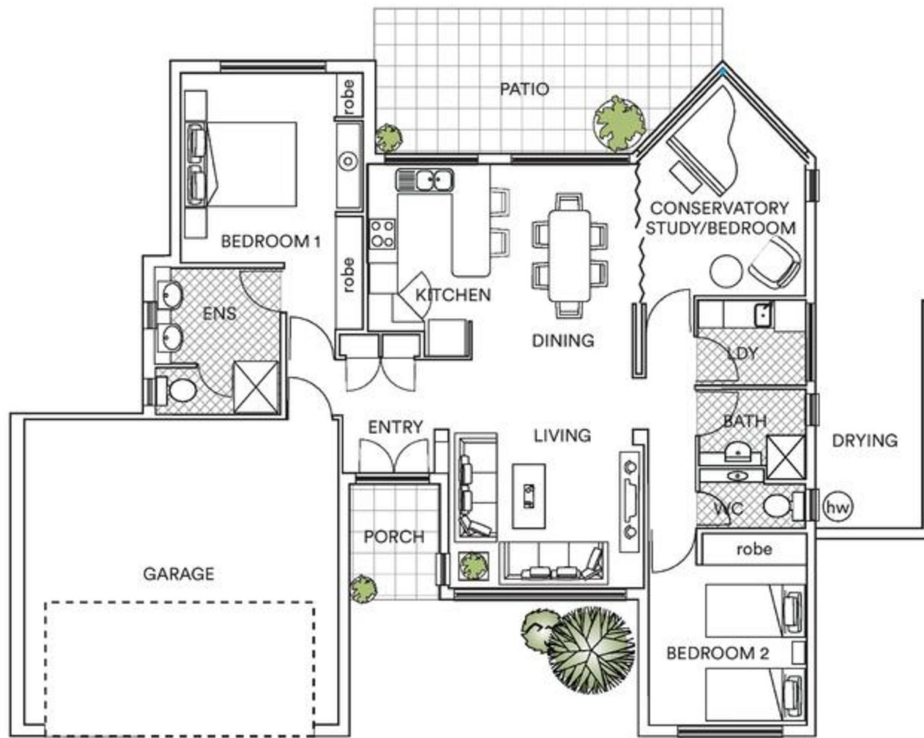 PATIO
robe
BEDROOM 1
robe
CONSERVATORY
STUDY/BEDROOM
KITCHEN
ENS
DINING
LDY
BATH
ENTRY
LIVING
DRYING
WC
hw
PORCH
robe
GARAGE
BEDROOM 2